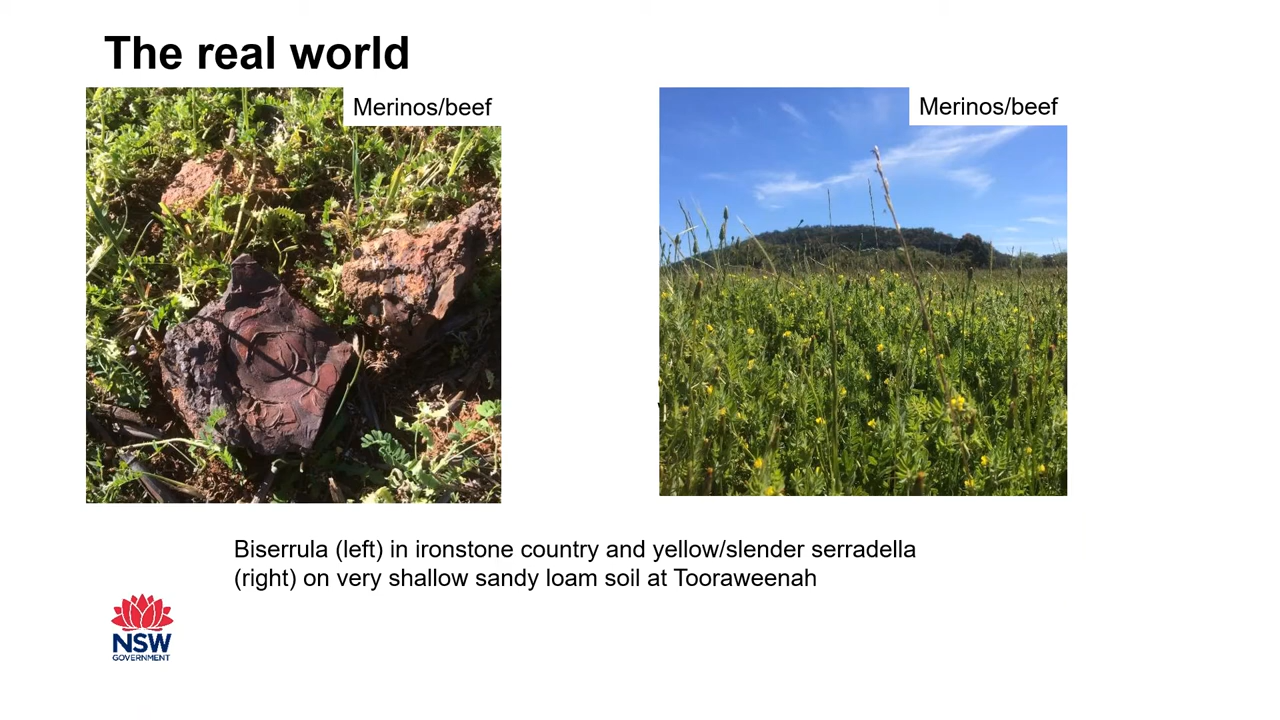 The real world
Merinos/beef
Merinos/beef
Biserrula (left) in ironstone country and yellow/slender serradella
(right) on very shallow sandy loam soil at Tooraweenah
NSW
GOVERNMENT